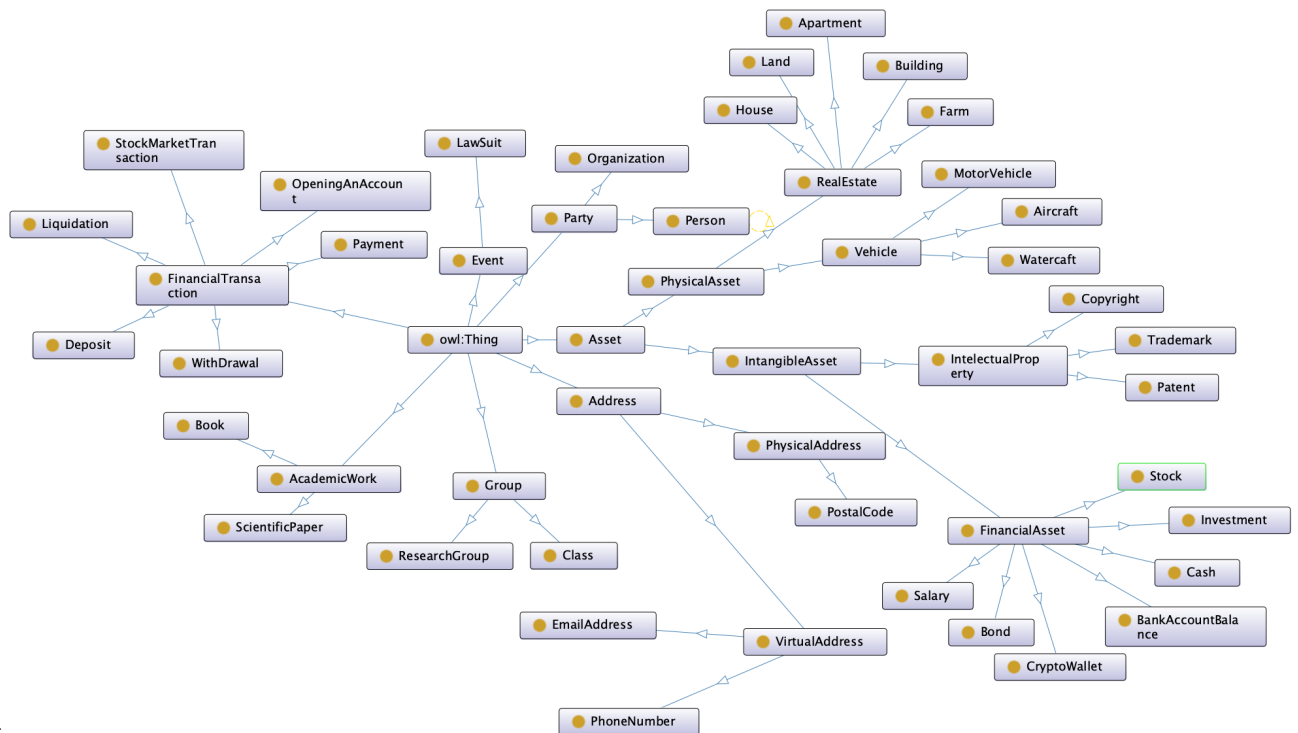 Apartment
Land
Building
House
Farm
StockMarketTran
saction
LawSuit
Organization
RealEstate
MotorVehicle
OpeningAnAccoun
t
Liquidation
Party
Person
Aircraft
Payment
Event
Vehicle
Watercaft
FinancialTransa
ction
PhysicalAsset
Copyright
Deposit
WithDrawal
owl:Thing
Asset
IntangibleAsset
IntelectualProp
erty
Trademark
Patent
Address
Book
PhysicalAddress
AcademicWork
Group
Stock
PostalCode
ScientificPaper
FinancialAsset
Investment
ResearchGroup
Class
Cash
Salary
EmailAddress
VirtualAddress
Bond
BankAccountBala
nce
CryptoWallet
PhoneNumber